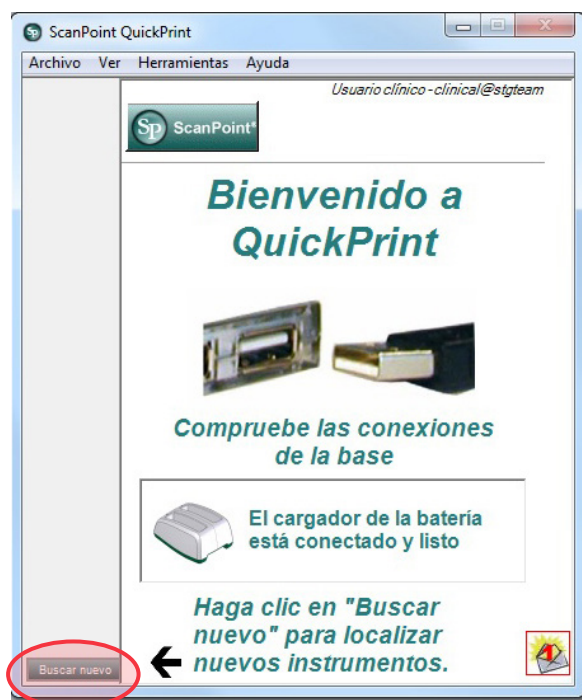 ScanPoint QuickPrint
Archivo Ver Herramientas Ayuda
Usuario clínico - clinical@stgteam
Sp ScanPoint®
Bienvenido a
QuickPrint
Compruebe las conexiones
de la base
El cargador de la batería
está conectado y listo
Haga clic en "Buscar
nuevo" para localizar
nuevos instrumentos.
Buscar nuevo